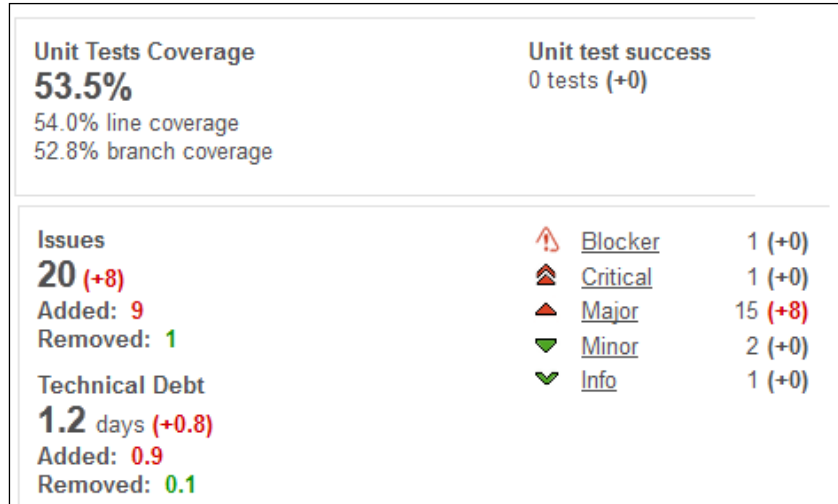 Unit Tests Coverage
53.5%
54.0% line coverage
52.8% branch coverage
Unit test success
0 tests (+0)
Issues
20 (+8)
Added: 9
Removed: 1
Technical Debt
1.2 days (+0.8)
Added: 0.9
Removed: 0.1
Blocker 1 (+0)
Critical 1 (+0)
Major 15 (+8)
Minor 2 (+0)
Info 1 (+0)